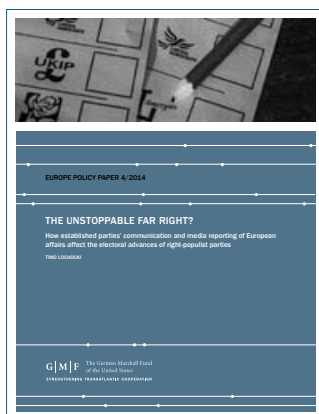 UKIP
EUROPE POLICY PAPER 4/2014
THE UNSTOPPABLE FAR RIGHT?
How established parties' communication and media reporting of European
affairs affect the electoral advances of right-populist parties
TIMO LOCHOCKI
G | M | F The German Marshall Fund
of the United States
STRENGTHENING TRANSATLANTIC COOPERATION